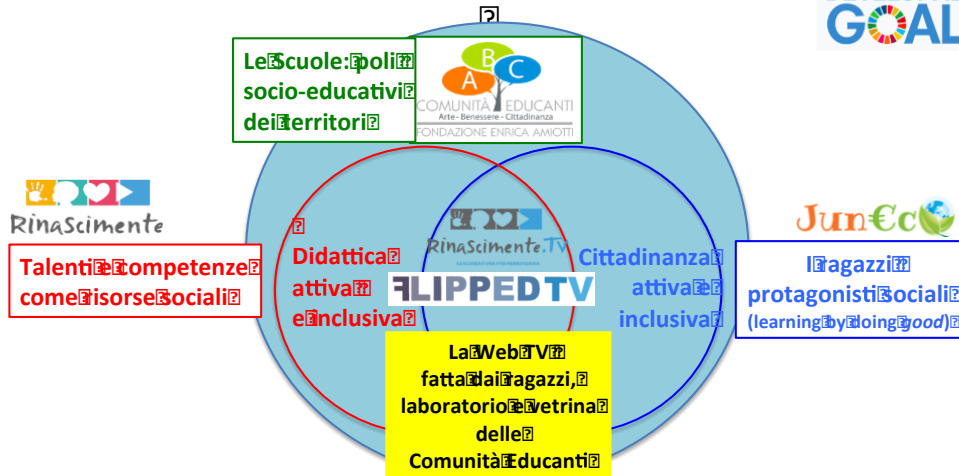 GOAL
Le Scuole: poli
socio-educativi
dei territori
A B C
COMUNITÀ EDUCANTI
Arte - Benessere - Cittadinanza
FONDAZIONE ENRICA AMIOTTI
RinaScimente
Talenti e competenze
come risorse sociali
Didattica
attiva
e inclusiva
RinaScimente.TV
FLIPPED TV
Cittadinanza
attiva e
inclusiva
Jun€co
I ragazzi
protagonisti sociali
(learning by doing good)
La Web TV
fatta dai ragazzi,
laboratorio e vetrina
delle
Comunità Educanti